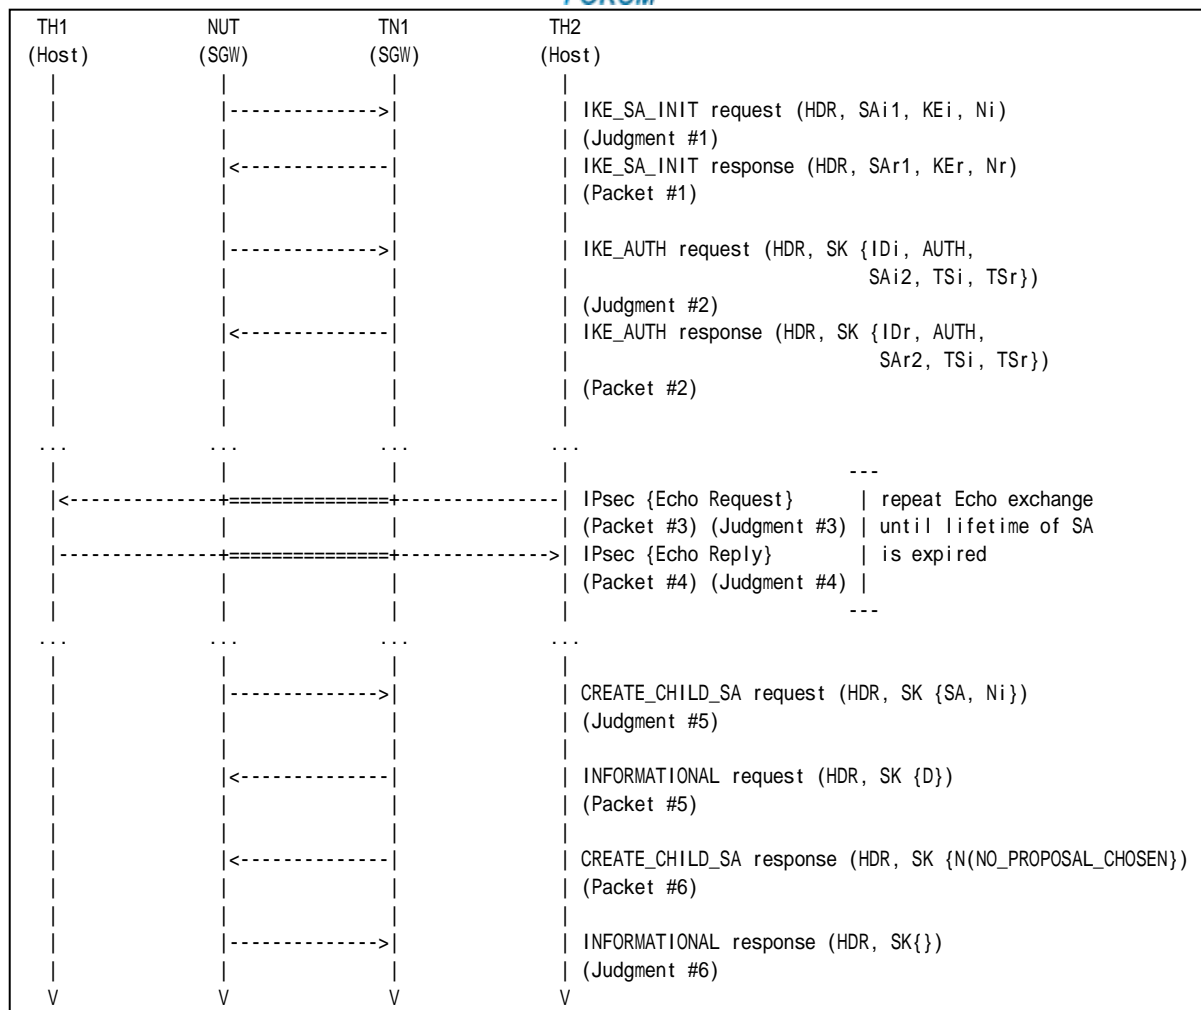 FORUM
TH1 NUT TN1 TH2
(Host) (SGW) (SGW) (Host)
| | | |
| |-------------->| | IKE_SA_INIT request (HDR, SAi1, KEi, Ni)
| | | | (Judgment #1)
| |<--------------| | IKE_SA_INIT response (HDR, SAr1, KEr, Nr)
| | | | (Packet #1)
| | | |
| |-------------->| | IKE_AUTH request (HDR, SK {IDi, AUTH,
| | | | SAi2, TSi, TSr})
| | | | (Judgment #2)
| |<--------------| | IKE_AUTH response (HDR, SK {IDr, AUTH,
| | | | SAr2, TSi, TSr})
| | | | (Packet #2)
| | | |
... ... ... ...
| | | | ---
|<--------------+===============+---------------| IPsec {Echo Request} | repeat Echo exchange
| | | | (Packet #3) (Judgment #3) | until lifetime of SA
|---------------+===============+-------------->| IPsec {Echo Reply} | is expired
| | | | (Packet #4) (Judgment #4) |
| | | | ---
... ... ... ...
| | | |
| |-------------->| | CREATE_CHILD_SA request (HDR, SK {SA, Ni})
| | | | (Judgment #5)
| | | |
| |<--------------| | INFORMATIONAL request (HDR, SK {D})
| | | | (Packet #5)
| | | |
| |<--------------| | CREATE_CHILD_SA response (HDR, SK {N(NO_PROPOSAL_CHOSEN})
| | | | (Packet #6)
| | | |
| |-------------->| | INFORMATIONAL response (HDR, SK{})
| | | | (Judgment #6)
V V V V